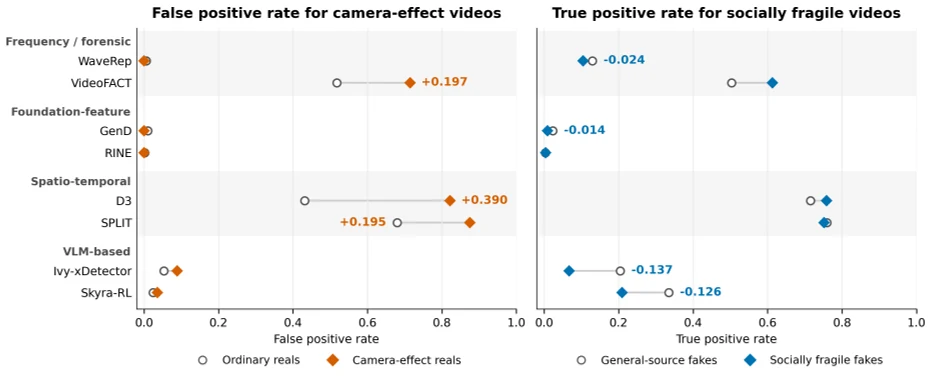 False positive rate for camera-effect videos
True positive rate for socially fragile videos
Frequency / forensic
WaveRep
-0.024
VideoFACT
+0.197
Foundation-feature
GenD
-0.014
RINE
Spatio-temporal
D3
+0.390
SPLIT
+0.195
VLM-based
Ivy-xDetector
-0.137
Skyra-RL
-0.126
0.0 0.2 0.4 0.6 0.8 1.0
0.0 0.2 0.4 0.6 0.8 1.0
False positive rate
True positive rate
Ordinary reals Camera-effect reals
General-source fakes Socially fragile fakes